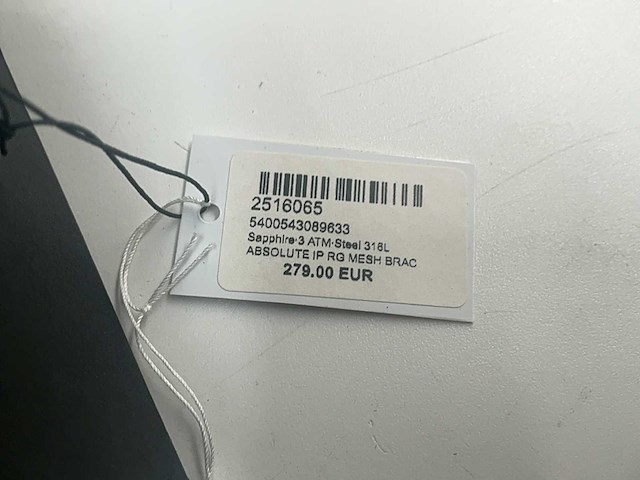 2516065
5400543089633
Sapphire·3 ATM·Steel 316L
ABSOLUTE IP RG MESH BRAC
279.00 EUR